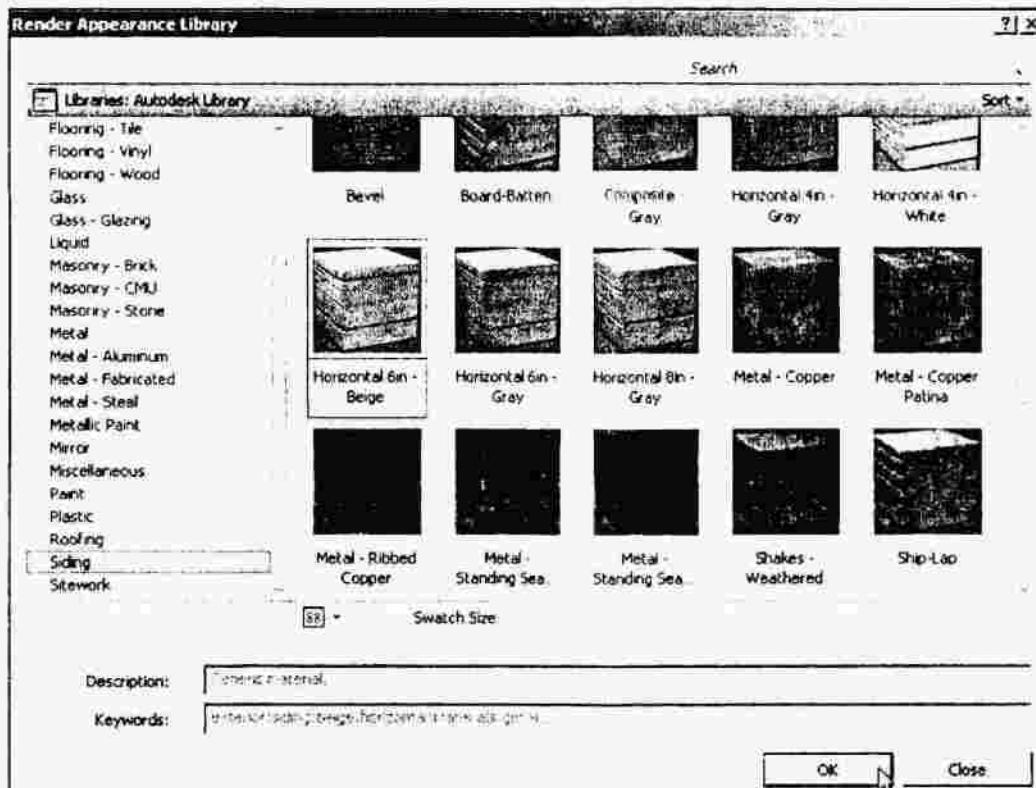 Render Appearance Library
Search
Libraries: Autodesk Library
Sort
Flooring - Tile
Flooring - Vinyl
Flooring - Wood
Glass
Glass - Glazing
Liquid
Masonry - Brick
Masonry - CMU
Masonry - Stone
Metal
Metal - Aluminum
Metal - Fabricated
Metal - Steal
Metallic Paint
Mirror
Miscellaneous
Paint
Plastic
Roofing
Siding
Sitework
Bevel
Board-Batten
Composite -
Gray
Horizontal 4in -
Gray
Horizontal 4in -
White
Horizontal 6in -
Beige
Horizontal 6in -
Gray
Horizontal 8in -
Gray
Metal - Copper
Metal - Copper
Patina
Metal - Ribbed
Copper
Metal -
Standing Sea...
Metal -
Standing Sea...
Shakes -
Weathered
Ship-Lap
Swatch Size
Description:
Generic material.
Keywords:
OK
Close